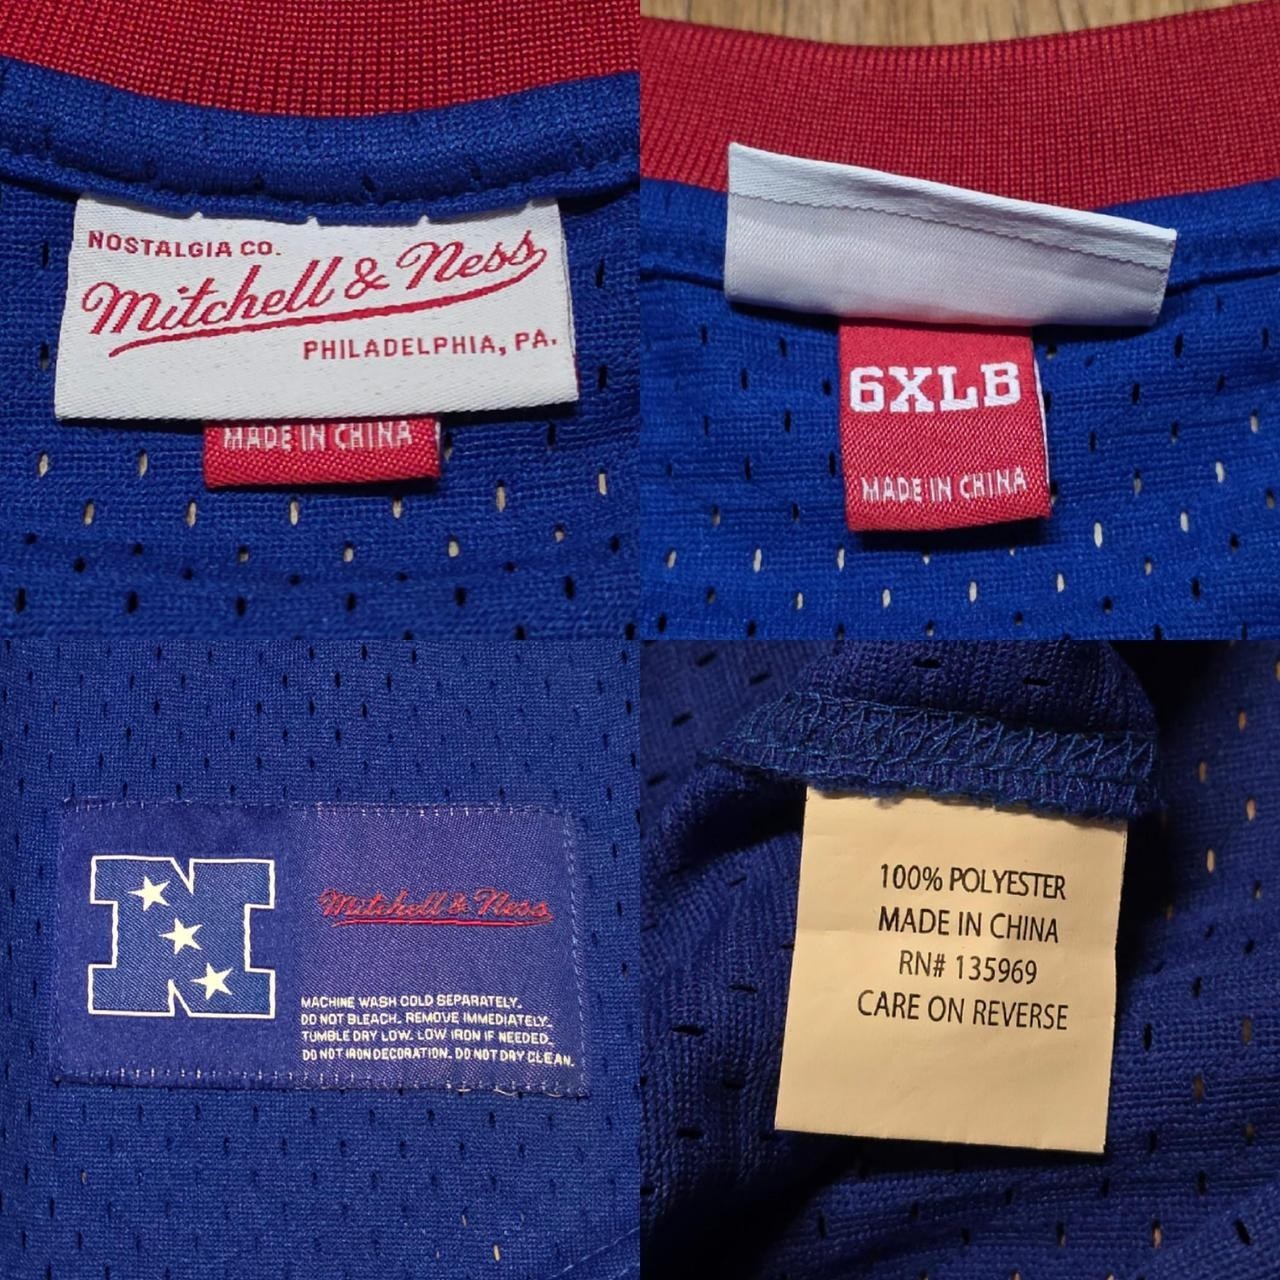 NOSTALGIA CO.
Mitchell & Ness
PHILADELPHIA, PA.
MADE IN CHINA
6XLB
MADE IN CHINA
N
Mitchell & Ness
MACHINE WASH COLD SEPARATELY.
DO NOT BLEACH. REMOVE IMMEDIATELY.
TUMBLE DRY LOW. LOW IRON IF NEEDED.
DO NOT IRON DECORATION. DO NOT DRY CLEAN.
100% POLYESTER
MADE IN CHINA
RN# 135969
CARE ON REVERSE